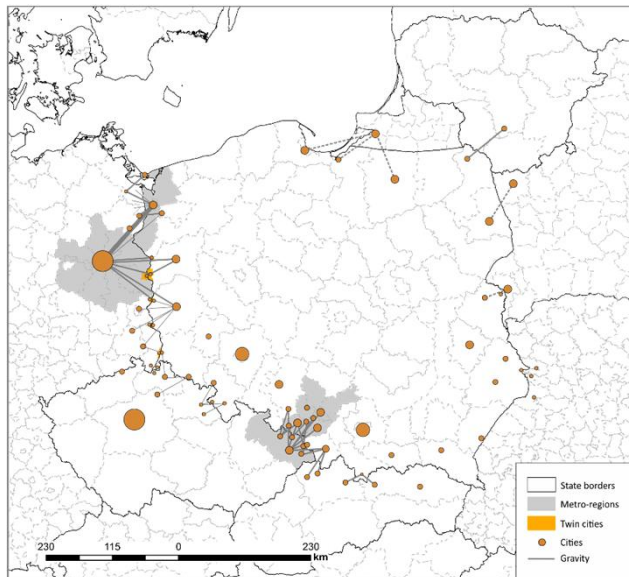 State borders
Metro-regions
Twin cities
Cities
Gravity
230 115 0 230
km